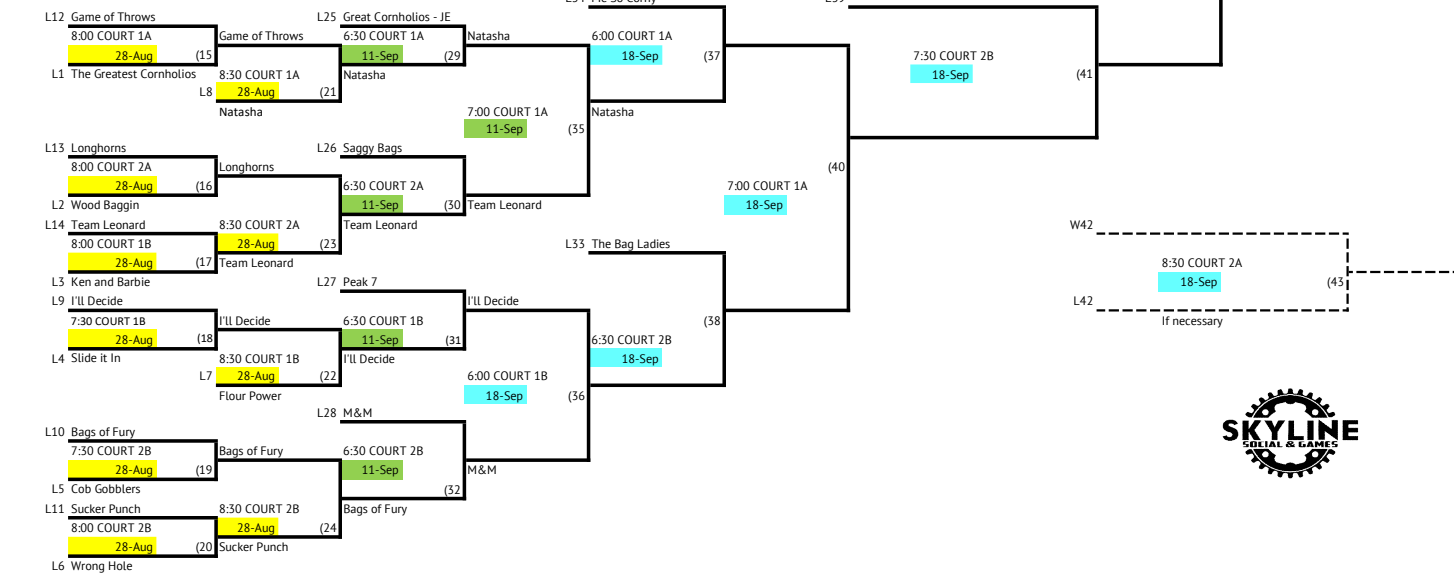 L12 Game of Throws
L25 Great Cornholios - JE
8:00 COURT 1A
Game of Throws
6:30 COURT 1A
Natasha
6:00 COURT 1A
28-Aug
(15
11-Sep
(29
18-Sep
(37
7:30 COURT 2B
18-Sep
(41
L1 The Greatest Cornholios
8:30 COURT 1A
Natasha
L8
28-Aug
(21
Natasha
7:00 COURT 1A
Natasha
11-Sep
(35
L13 Longhorns
L26 Saggy Bags
8:00 COURT 2A
Longhorns
(40
28-Aug
(16
6:30 COURT 2A
7:00 COURT 1A
L2 Wood Baggin
11-Sep
(30
Team Leonard
18-Sep
L14 Team Leonard
8:30 COURT 2A
Team Leonard
W42
8:00 COURT 1B
28-Aug
(23
L33 The Bag Ladies
28-Aug
(17
Team Leonard
8:30 COURT 2A
L3 Ken and Barbie
L27 Peak 7
18-Sep
(43
L9 I'll Decide
I'll Decide
L42
7:30 COURT 1B
I'll Decide
6:30 COURT 1B
(38
If necessary
28-Aug
(18
11-Sep
(31
6:30 COURT 2B
L4 Slide it In
8:30 COURT 1B
I'll Decide
18-Sep
L7
28-Aug
(22
6:00 COURT 1B
Flour Power
18-Sep
(36
L28 M&M
L10 Bags of Fury
SKYLINE
SOCIAL & GAMES
7:30 COURT 2B
Bags of Fury
6:30 COURT 2B
28-Aug
(19
11-Sep
M&M
L5 Cob Gobblers
(32
L11 Sucker Punch
8:30 COURT 2B
Bags of Fury
8:00 COURT 2B
28-Aug
(24
28-Aug
(20
Sucker Punch
L6 Wrong Hole